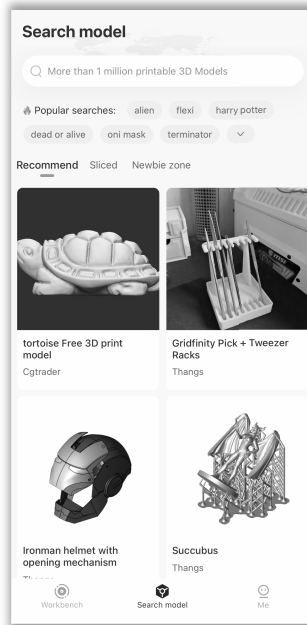 Search model
More than 1 million printable 3D Models
Popular searches:
alien
flexi
harry potter
dead or alive
oni mask
terminator
Recommend
Sliced
Newbie zone
tortoise Free 3D print
model
Cgtrader
Gridfinity Pick + Tweezer
Racks
Thangs
Ironman helmet with
opening mechanism
Thangs
Succubus
Thangs
Workbench
Search model
Me